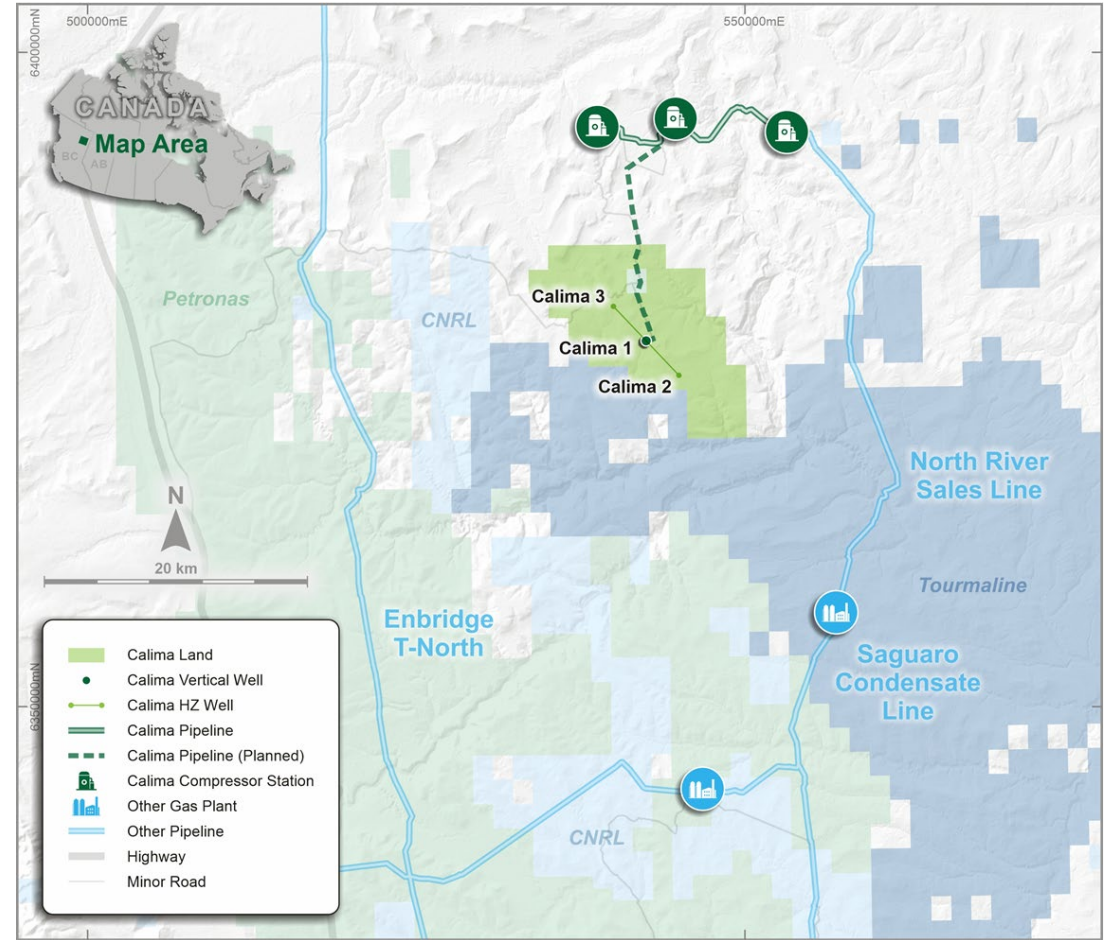 500000mE
550000mE
6400000mN
6350000mN
CANADA
Map Area
BC
AB
Petronas
CNRL
Calima 3
Calima 1
Calima 2
North River
Sales Line
Tourmaline
Enbridge
T-North
Saguaro
Condensate
Line
CNRL
N
20 km
Calima Land
Calima Vertical Well
Calima HZ Well
Calima Pipeline
Calima Pipeline (Planned)
Calima Compressor Station
Other Gas Plant
Other Pipeline
Highway
Minor Road